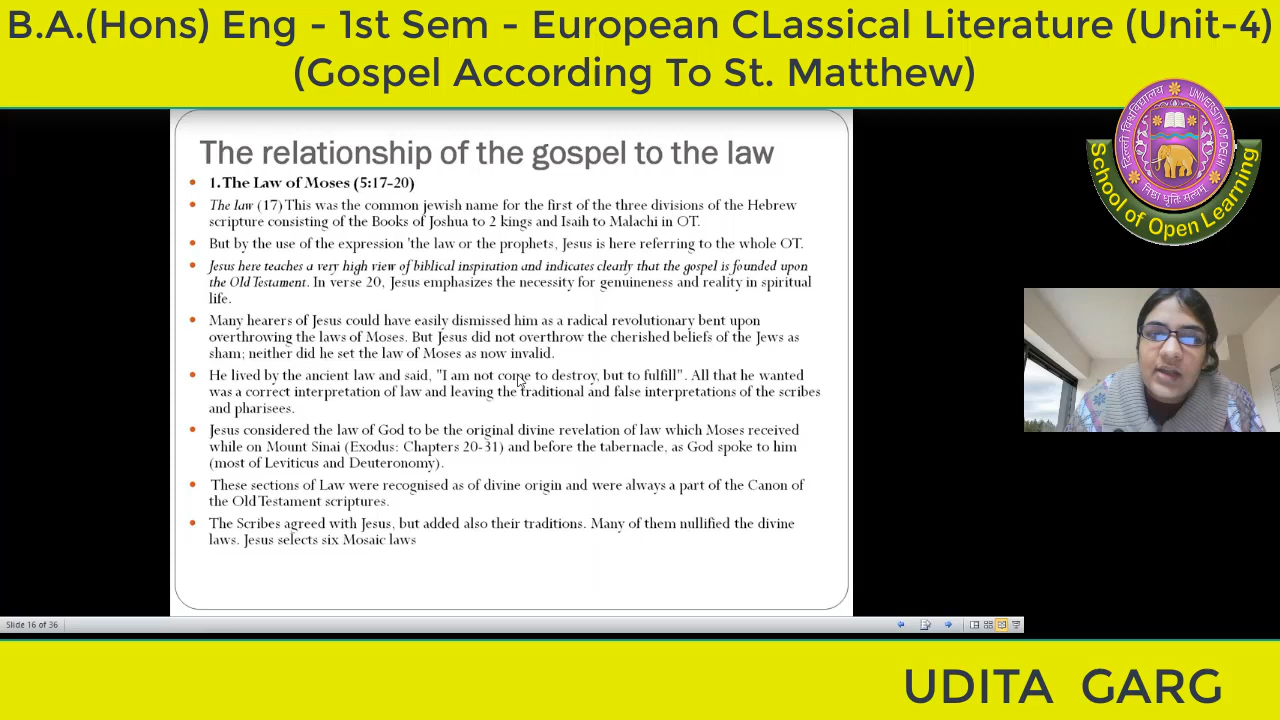 B.A.(Hons) Eng - 1st Sem - European CLassical Literature (Unit-4)
(Gospel According To St. Matthew)
The relationship of the gospel to the law
1. The Law of Moses (5:17-20)
The law (17) This was the common jewish name for the first of the three divisions of the Hebrew
scripture consisting of the Books of Joshua to 2 kings and Isaih to Malachi in OT.
But by the use of the expression 'the law or the prophets, Jesus is here referring to the whole OT.
Jesus here teaches a very high view of biblical inspiration and indicates clearly that the gospel is founded upon
the Old Testament. In verse 20, Jesus emphasizes the necessity for genuineness and reality in spiritual
life.
Many hearers of Jesus could have easily dismissed him as a radical revolutionary bent upon
overthrowing the laws of Moses. But Jesus did not overthrow the cherished beliefs of the Jews as
sham; neither did he set the law of Moses as now invalid.
He lived by the ancient law and said, "I am not come to destroy, but to fulfill". All that he wanted
was a correct interpretation of law and leaving the traditional and false interpretations of the scribes
and pharisees.
Jesus considered the law of God to be the original divine revelation of law which Moses received
while on Mount Sinai (Exodus: Chapters 20-31) and before the tabernacle, as God spoke to him
(most of Leviticus and Deuteronomy).
These sections of Law were recognised as of divine origin and were always a part of the Canon of
the Old Testament scriptures.
The Scribes agreed with Jesus, but added also their traditions. Many of them nullified the divine
laws. Jesus selects six Mosaic laws
Slide 16 of 36
दिल्ली विश्वविद्यालय
UNIVERSITY OF DELHI
निष्ठा धृतिः सत्यम्
School of Open Learning
UDITA GARG